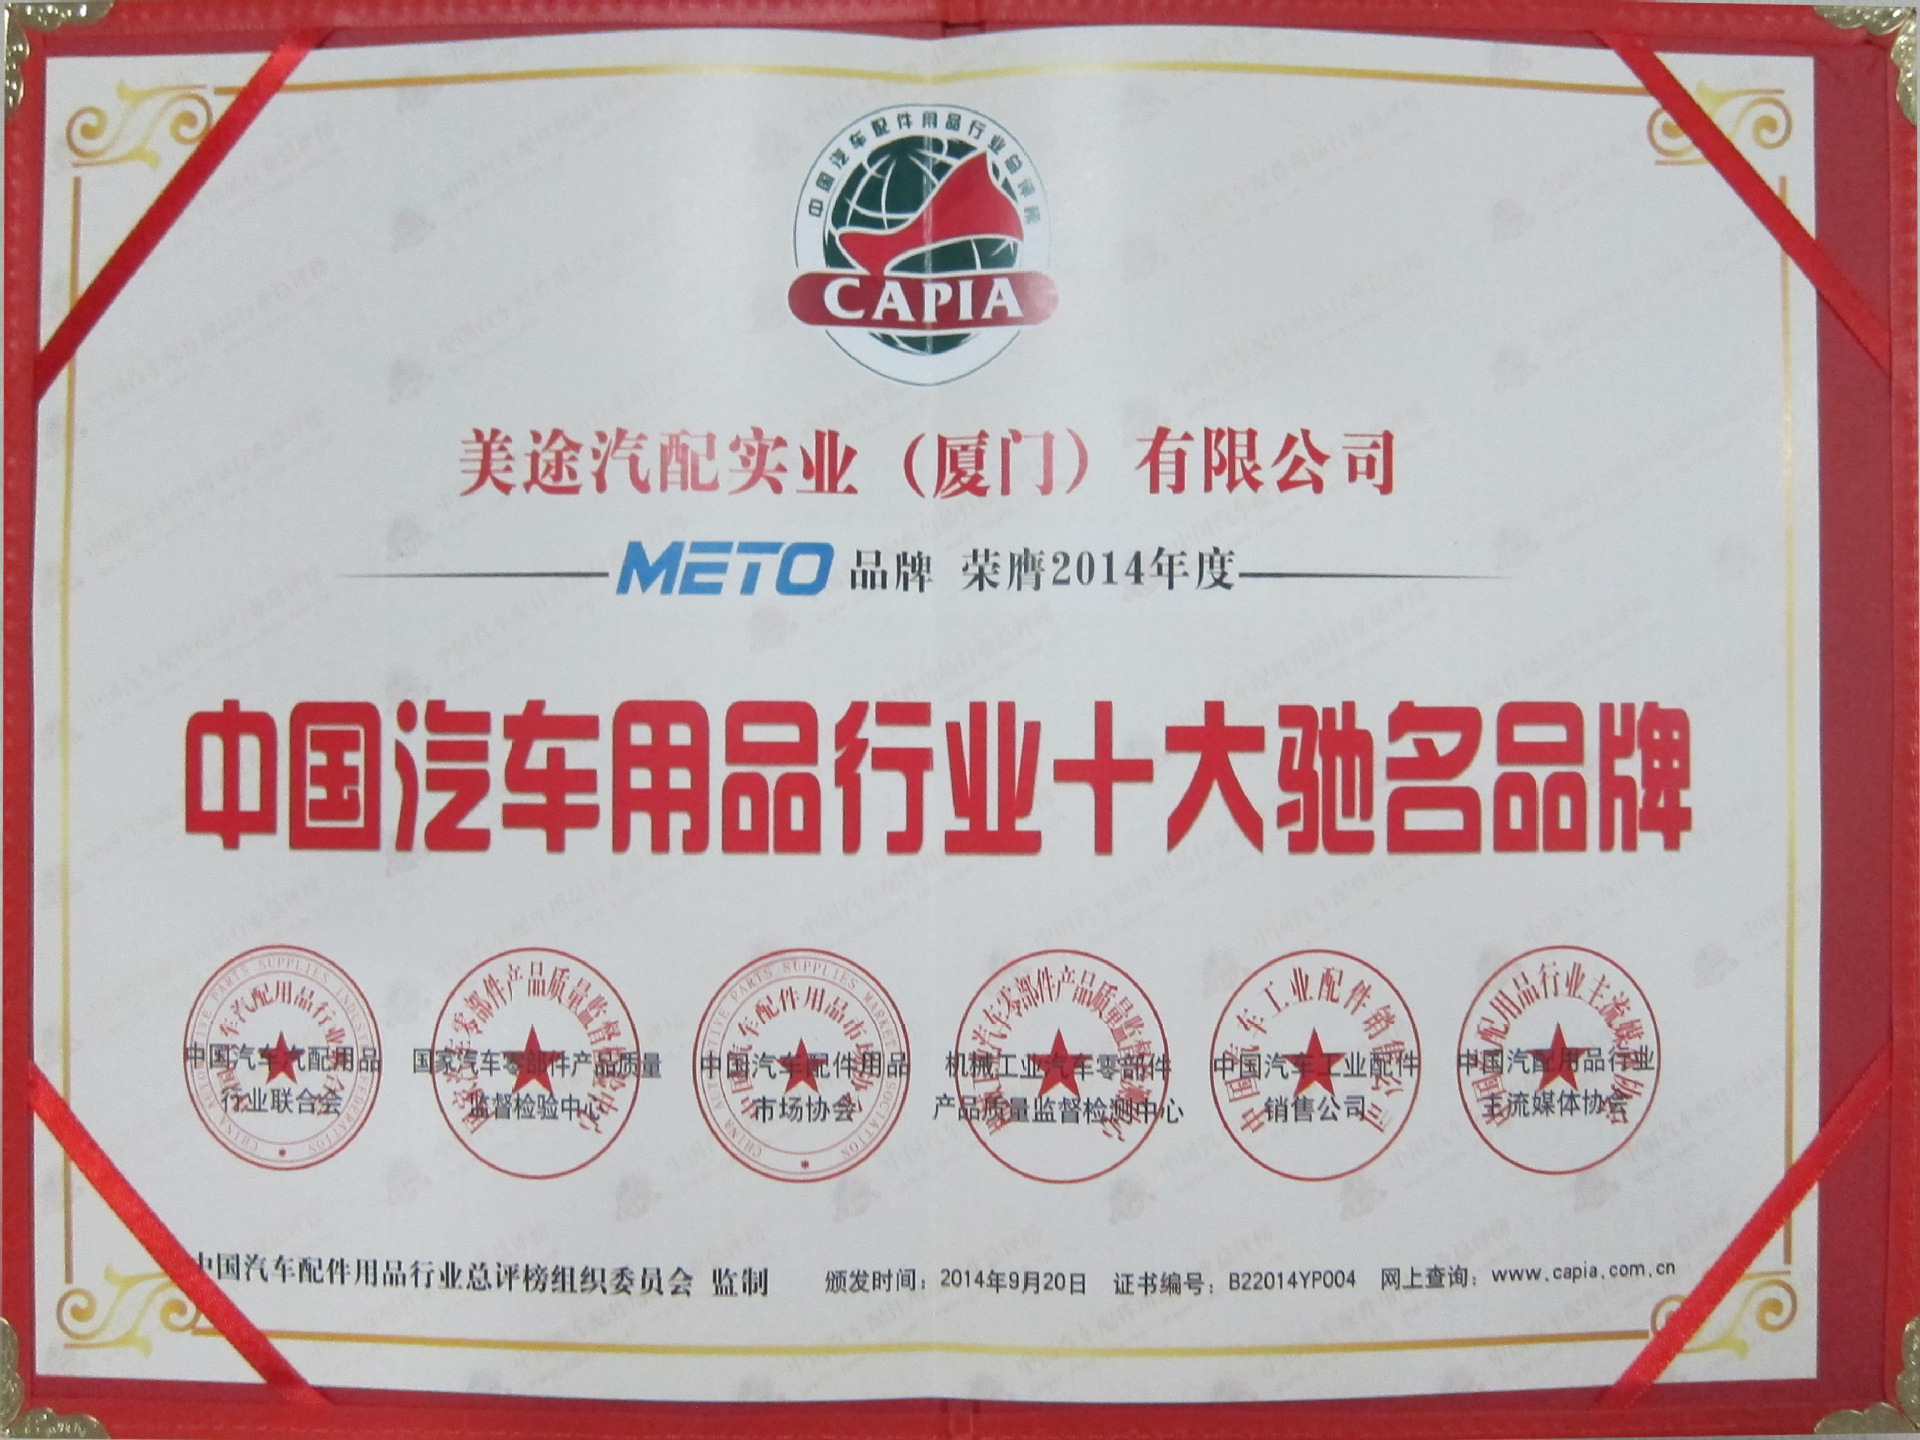 中国汽车配件用品行业总评榜
CAPIA
美途汽配实业（厦门）有限公司
METO 品牌 荣膺2014年度
中国汽车用品行业十大驰名品牌
中国汽车汽配用品
行业联合会
国家汽车零部件产品质量
监督检验中心
中国汽车配件用品
市场协会
机械工业汽车零部件
产品质量监督检测中心
中国汽车工业配件
销售公司
中国汽配用品行业
主流媒体协会
中国汽车配件用品行业总评榜组织委员会 监制 颁发时间：2014年9月20日 证书编号：B22014YP004 网上查询：www.capia.com.cn